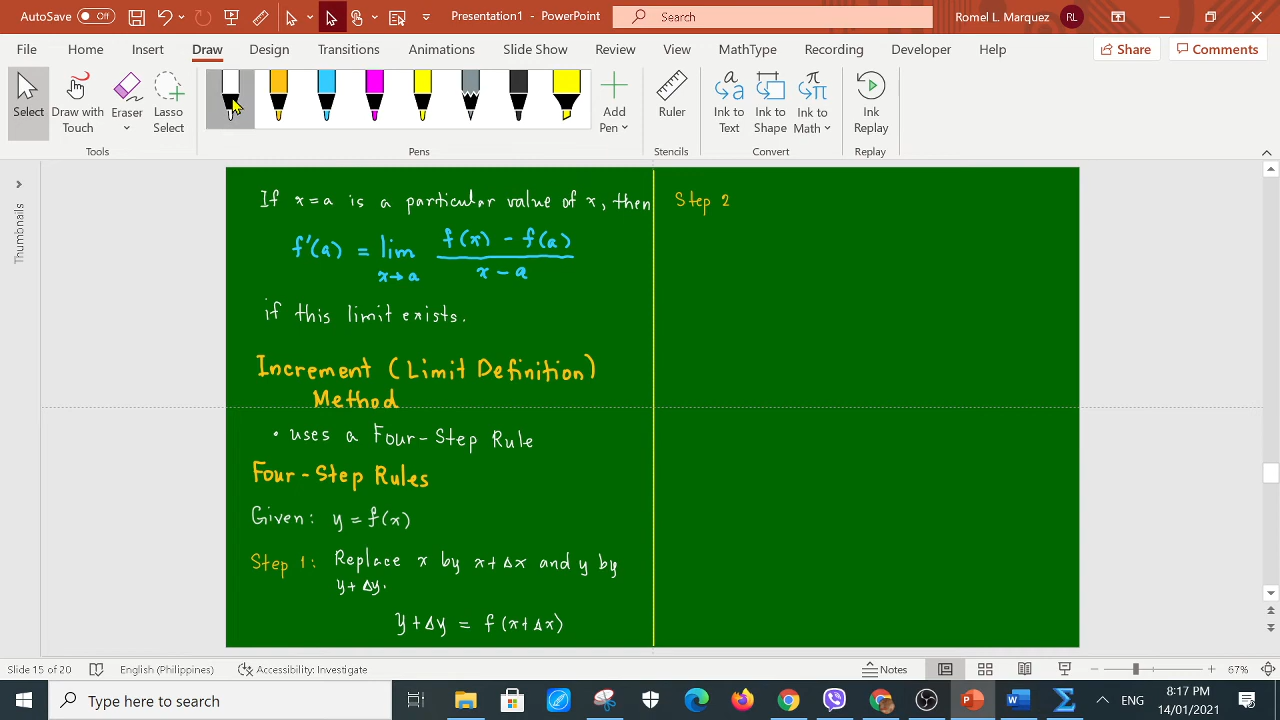 AutoSave Off
Presentation1 - PowerPoint
Search
Romel L. Marquez
RL
File Home Insert Draw Design Transitions Animations Slide Show Review View MathType Recording Developer Help
Share
Comments
Select
Draw with Touch
Eraser
Lasso Select
Add Pen
Ruler
Ink to Text
Ink to Shape
Ink to Math
Ink Replay
Tools
Pens
Stencils
Convert
Replay
Thumbnails
If x=a is a particular value of x, then
f'(a) = lim x→a f(x) - f(a) / x - a
if this limit exists.
Increment (Limit Definition)
Method
• uses a Four-Step Rule
Four-Step Rules
Given: y = f(x)
Step 1: Replace x by x+Δx and y by
y+Δy.
y+Δy = f(x+Δx)
Step 2
Slide 15 of 20
English (Philippines)
Accessibility: Investigate
Notes
67%
Type here to search
ENG
8:17 PM
14/01/2021